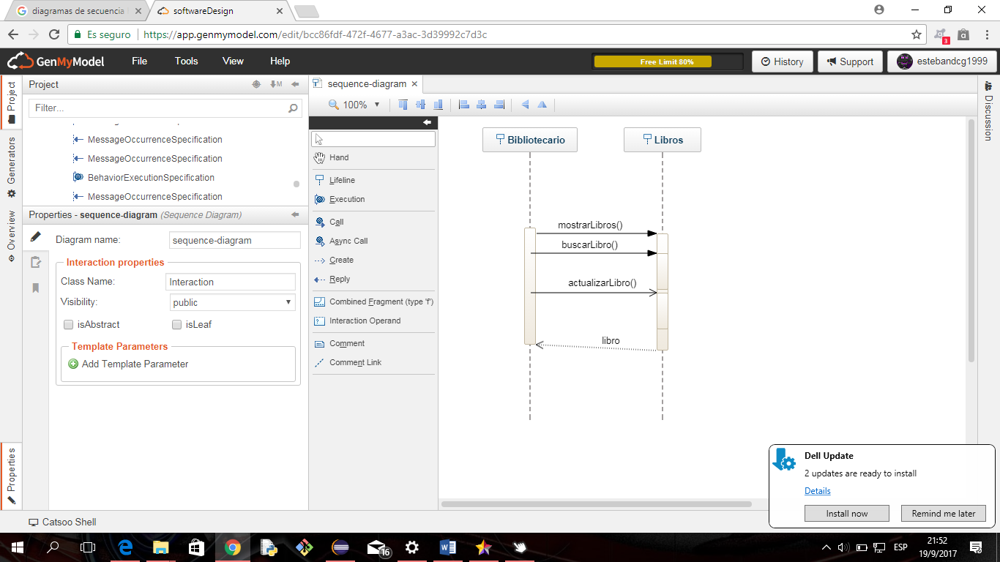 diagramas de secuencia
softwareDesign
Es seguro
https://app.genmymodel.com/edit/bcc86fdf-472f-4677-a3ac-3d39992c7d3c
3
GenMyModel
File
Tools
View
Help
Free Limit 80%
History
Support
estebandcg1999
Project
Generators
Overview
Properties
Project
Filter...
MessageOccurrenceSpecification
MessageOccurrenceSpecification
BehaviorExecutionSpecification
MessageOccurrenceSpecification
Properties - sequence-diagram (Sequence Diagram)
Diagram name:
sequence-diagram
Interaction properties
Class Name:
Interaction
Visibility:
public
isAbstract
isLeaf
Template Parameters
Add Template Parameter
sequence-diagram
100%
Hand
Lifeline
Execution
Call
Async Call
Create
Reply
Combined Fragment (type 'f')
Interaction Operand
Comment
Comment Link
Bibliotecario
Libros
mostrarLibros()
buscarLibro()
actualizarLibro()
libro
Discussion
Dell Update
2 updates are ready to install
Details
Install now
Remind me later
Catsoo Shell
16
ESP
21:52
19/9/2017